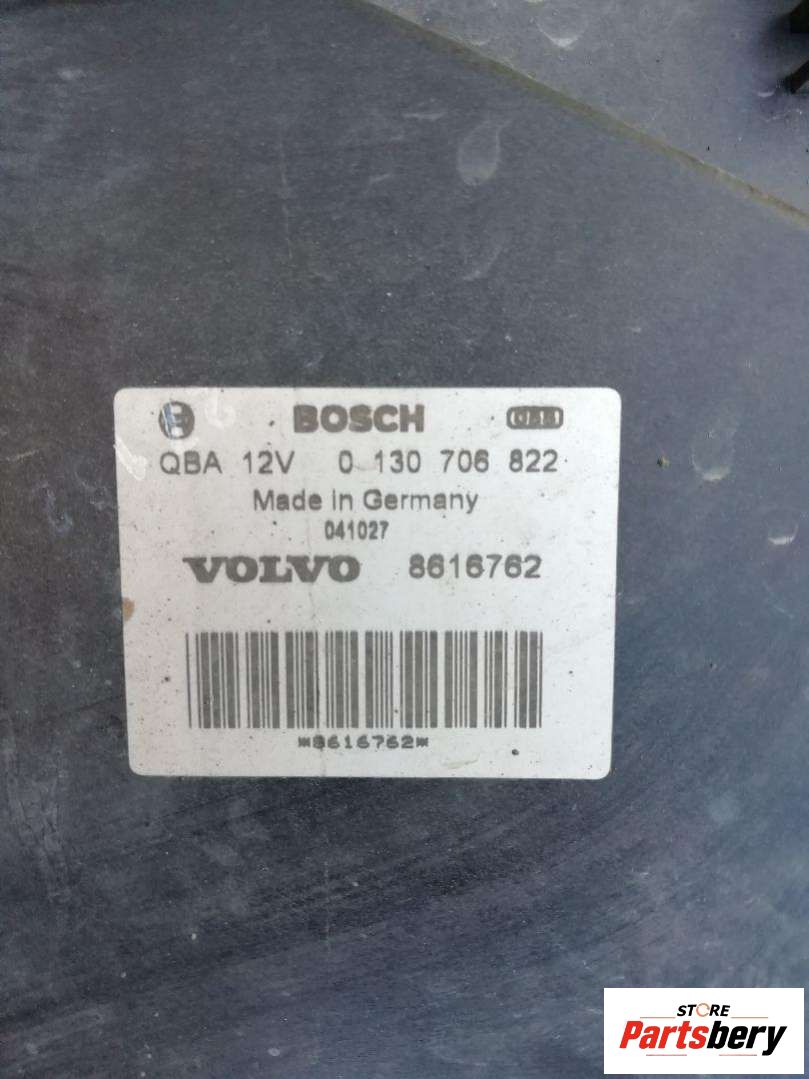 BOSCH
QBA 12V 0 130 706 822
Made in Germany
041027
VOLVO 8616762
*8616762*
STORE
Partsbery